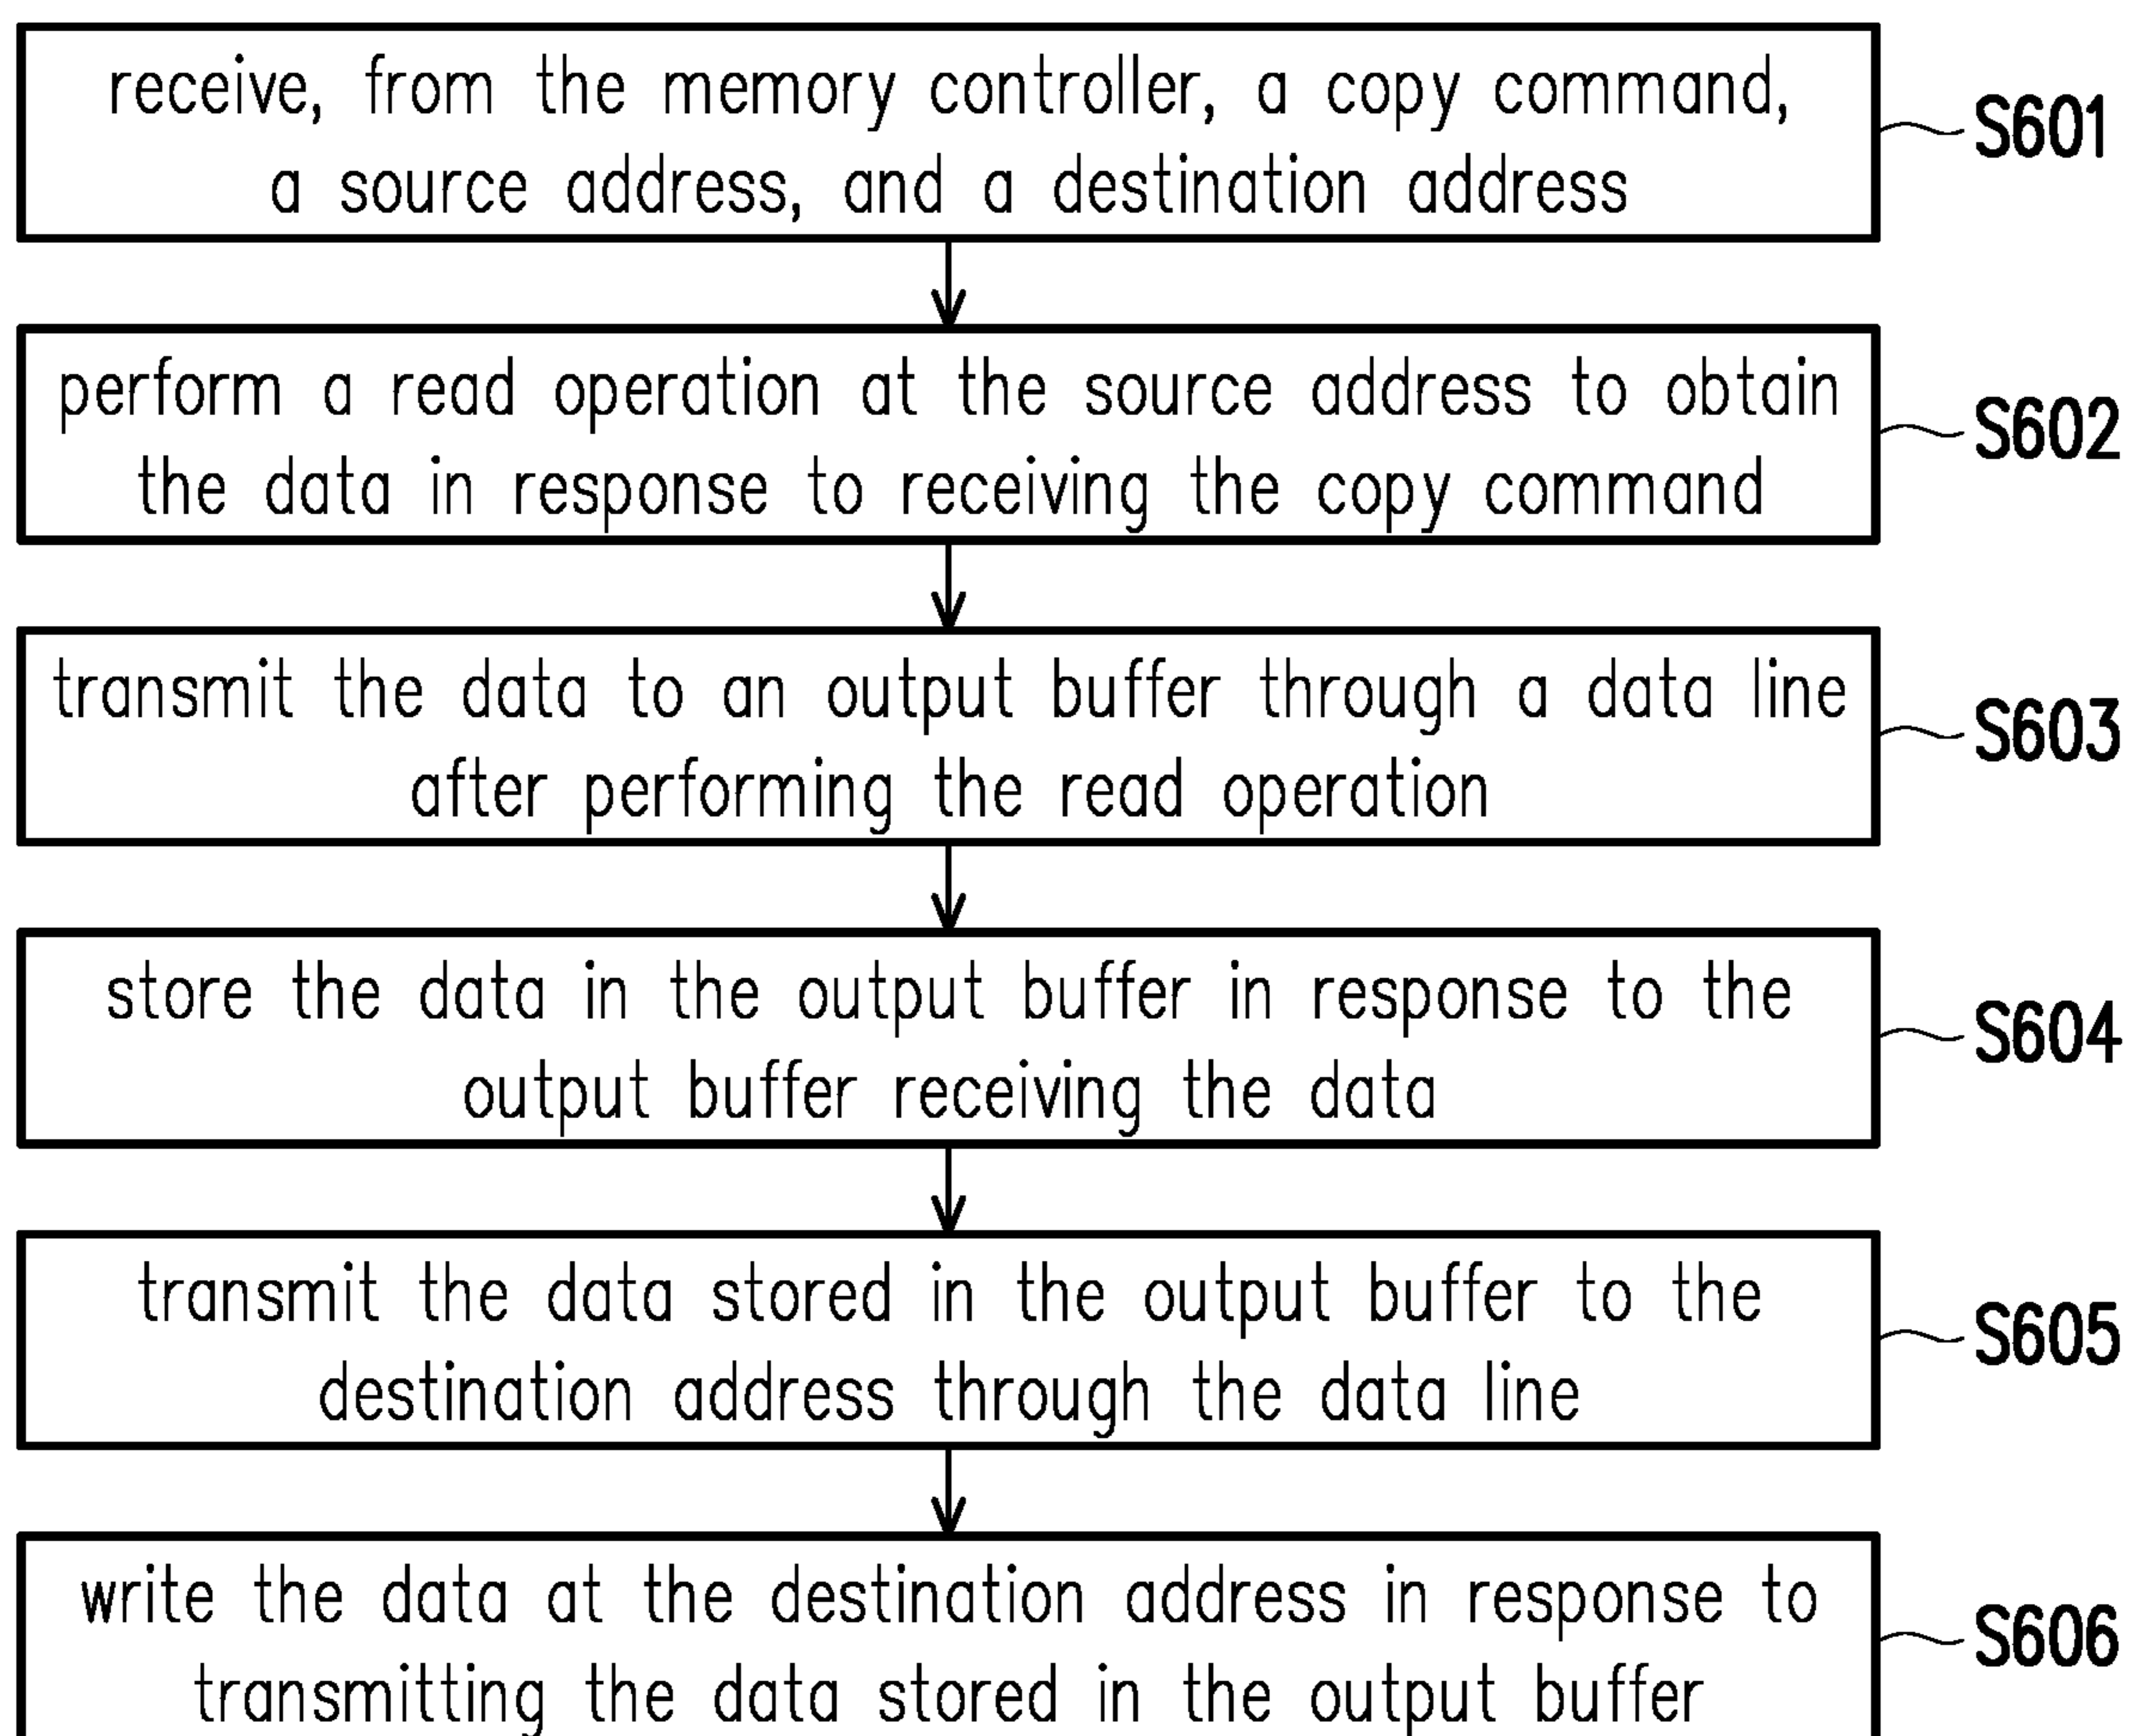 receive, from the memory controller, a copy command,
a source address, and a destination address
S601
perform a read operation at the source address to obtain
the data in response to receiving the copy command
S602
transmit the data to an output buffer through a data line
after performing the read operation
S603
store the data in the output buffer in response to the
output buffer receiving the data
S604
transmit the data stored in the output buffer to the
destination address through the data line
S605
write the data at the destination address in response to
transmitting the data stored in the output buffer
S606